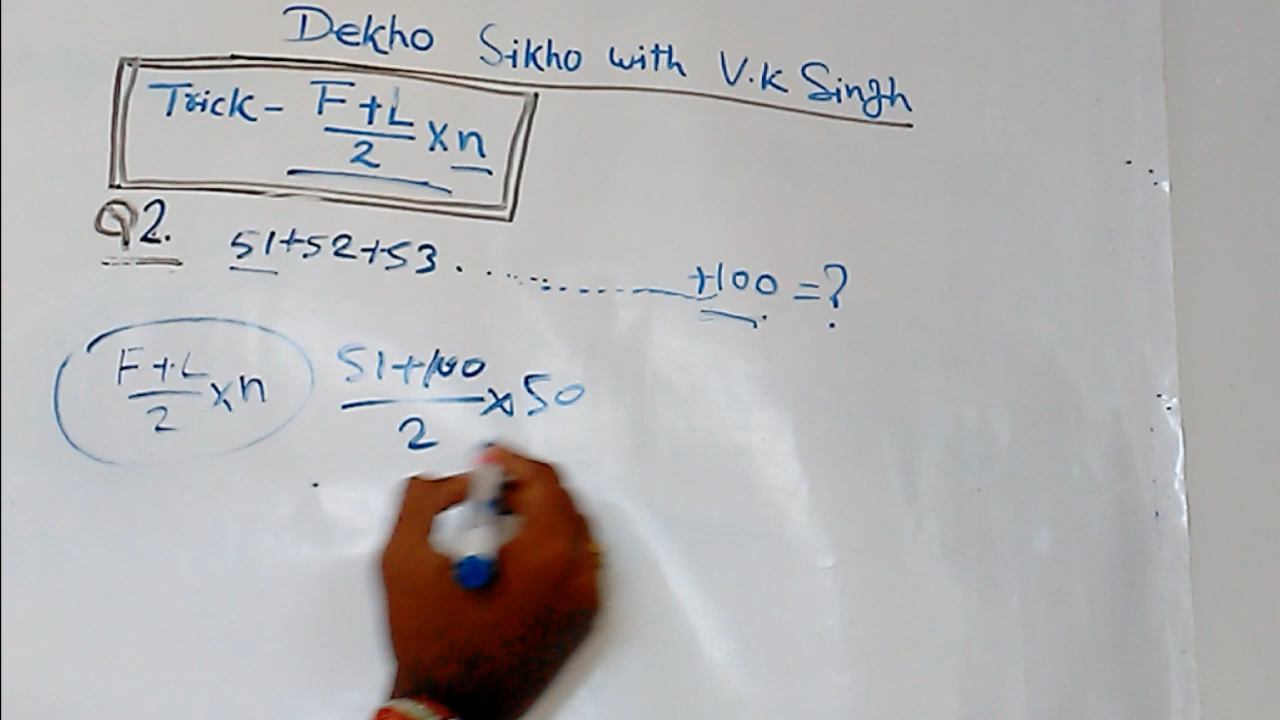 Dekho Sikho with V.K Singh
Trick - F+L/2 × n
Q2. 51+52+53 . . . . . . . . . . . . +100 = ?
F+L/2 × n 51+100/2 × 50